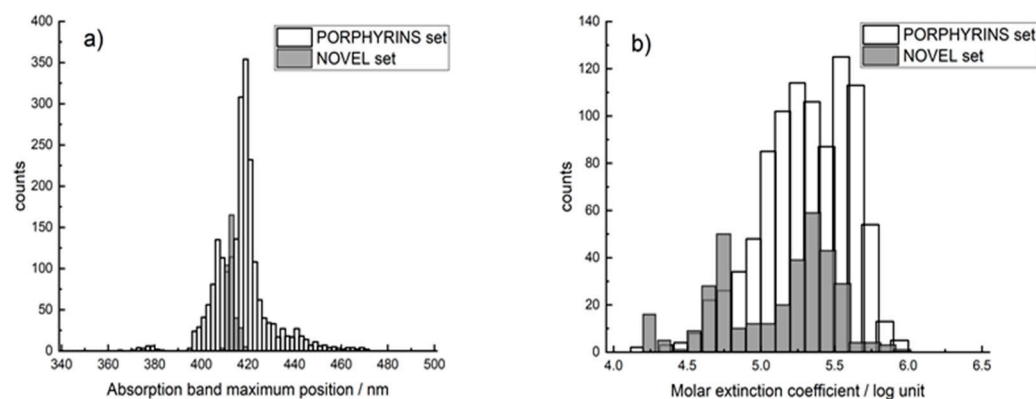 a)
PORPHYRINS set
NOVEL set
400
350
300
250
200
150
100
50
0
counts
340 360 380 400 420 440 460 480 500
Absorption band maximum position / nm
b)
PORPHYRINS set
NOVEL set
140
120
100
80
60
40
20
0
counts
4.0 4.5 5.0 5.5 6.0 6.5
Molar extinction coefficient / log unit